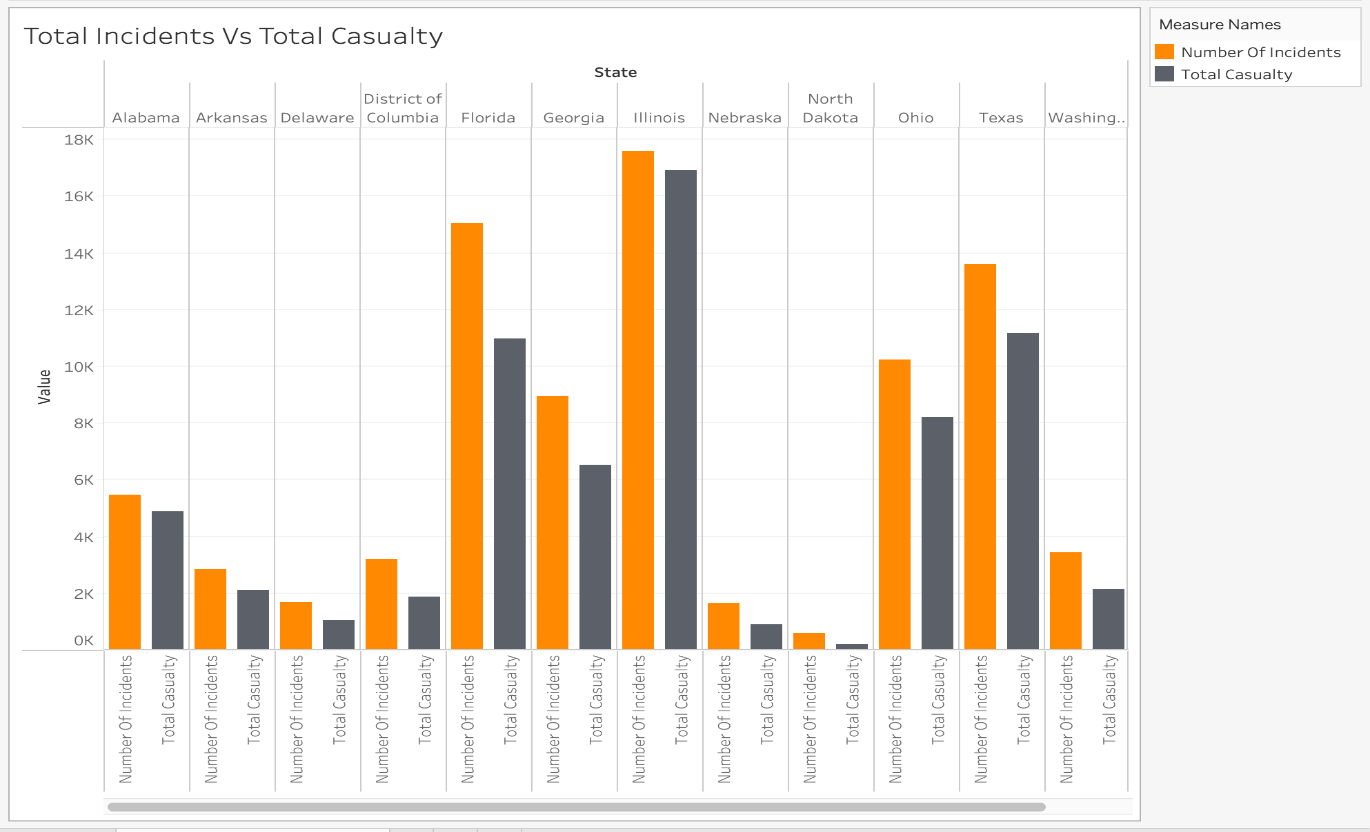 Total Incidents Vs Total Casualty
Measure Names
Number Of Incidents
Total Casualty
State
Alabama
Arkansas
Delaware
District of
Columbia
Florida
Georgia
Illinois
Nebraska
North
Dakota
Ohio
Texas
Washing..
Value
18K
16K
14K
12K
10K
8K
6K
4K
2K
0K
Number Of Incidents
Total Casualty
Number Of Incidents
Total Casualty
Number Of Incidents
Total Casualty
Number Of Incidents
Total Casualty
Number Of Incidents
Total Casualty
Number Of Incidents
Total Casualty
Number Of Incidents
Total Casualty
Number Of Incidents
Total Casualty
Number Of Incidents
Total Casualty
Number Of Incidents
Total Casualty
Number Of Incidents
Total Casualty
Number Of Incidents
Total Casualty